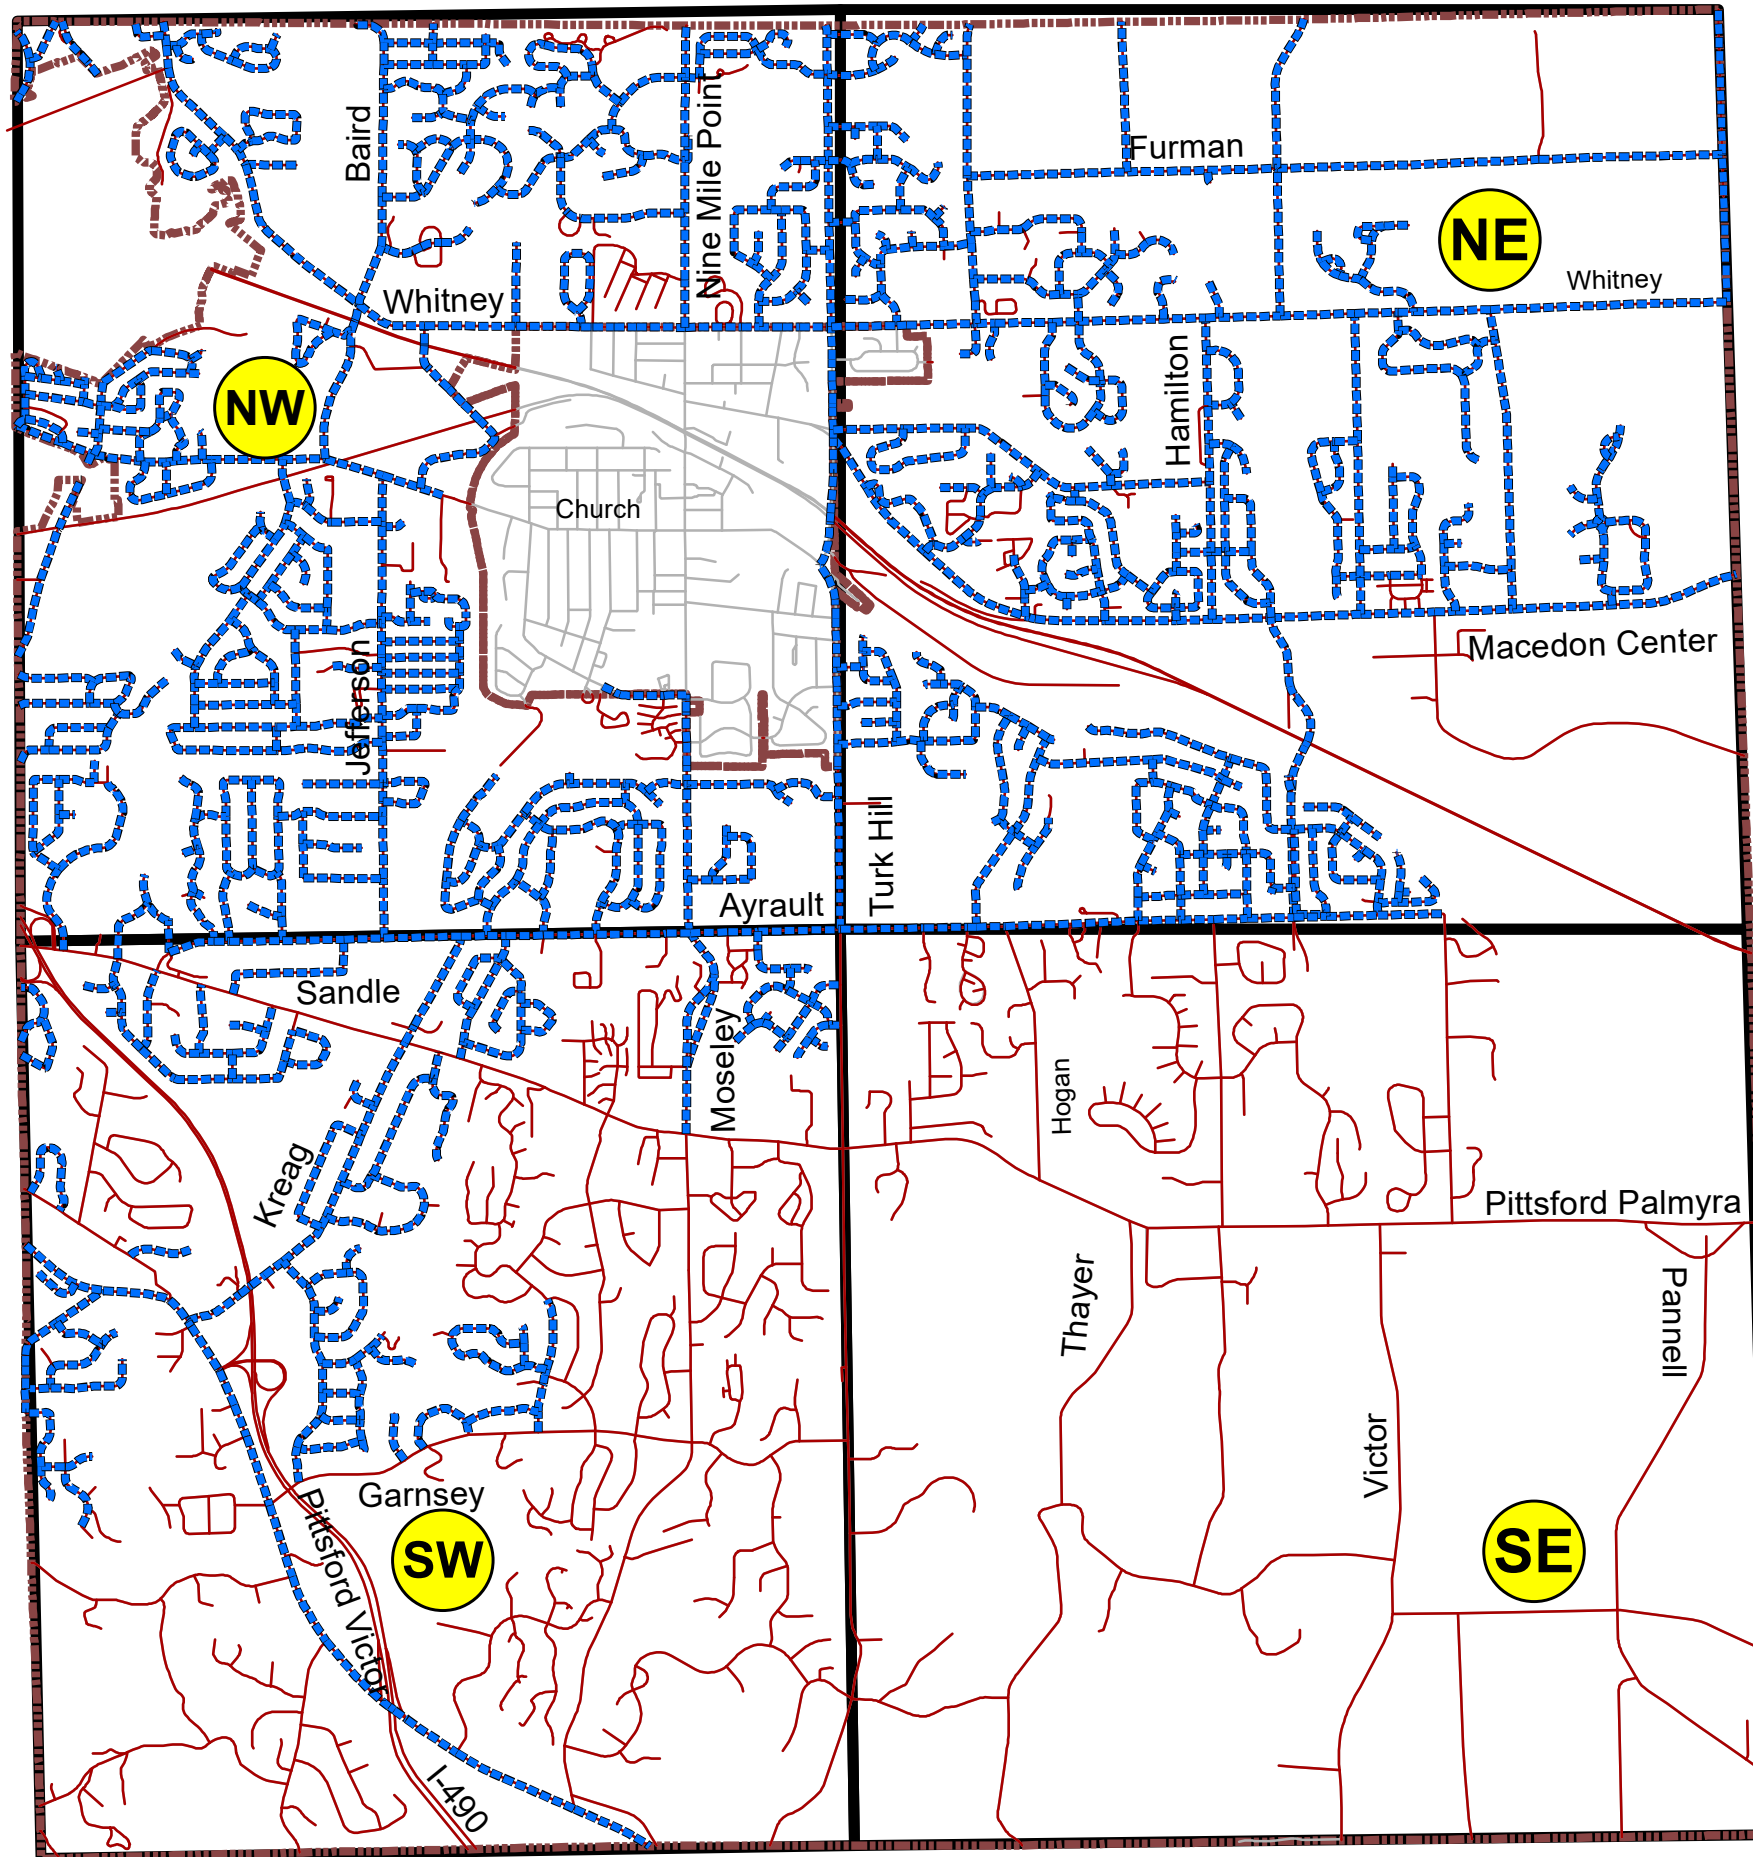 Baird
Nine Mile Point
Furman
NE
Whitney
Whitney
NW
Hamilton
Church
Macedon Center
Jefferson
Turk Hill
Ayrault
Sandle
Moseley
Hogan
Kreag
Pittsford Palmyra
Thayer
Pannell
Victor
Garnsey
Pittsford Victor
SW
SE
I-490